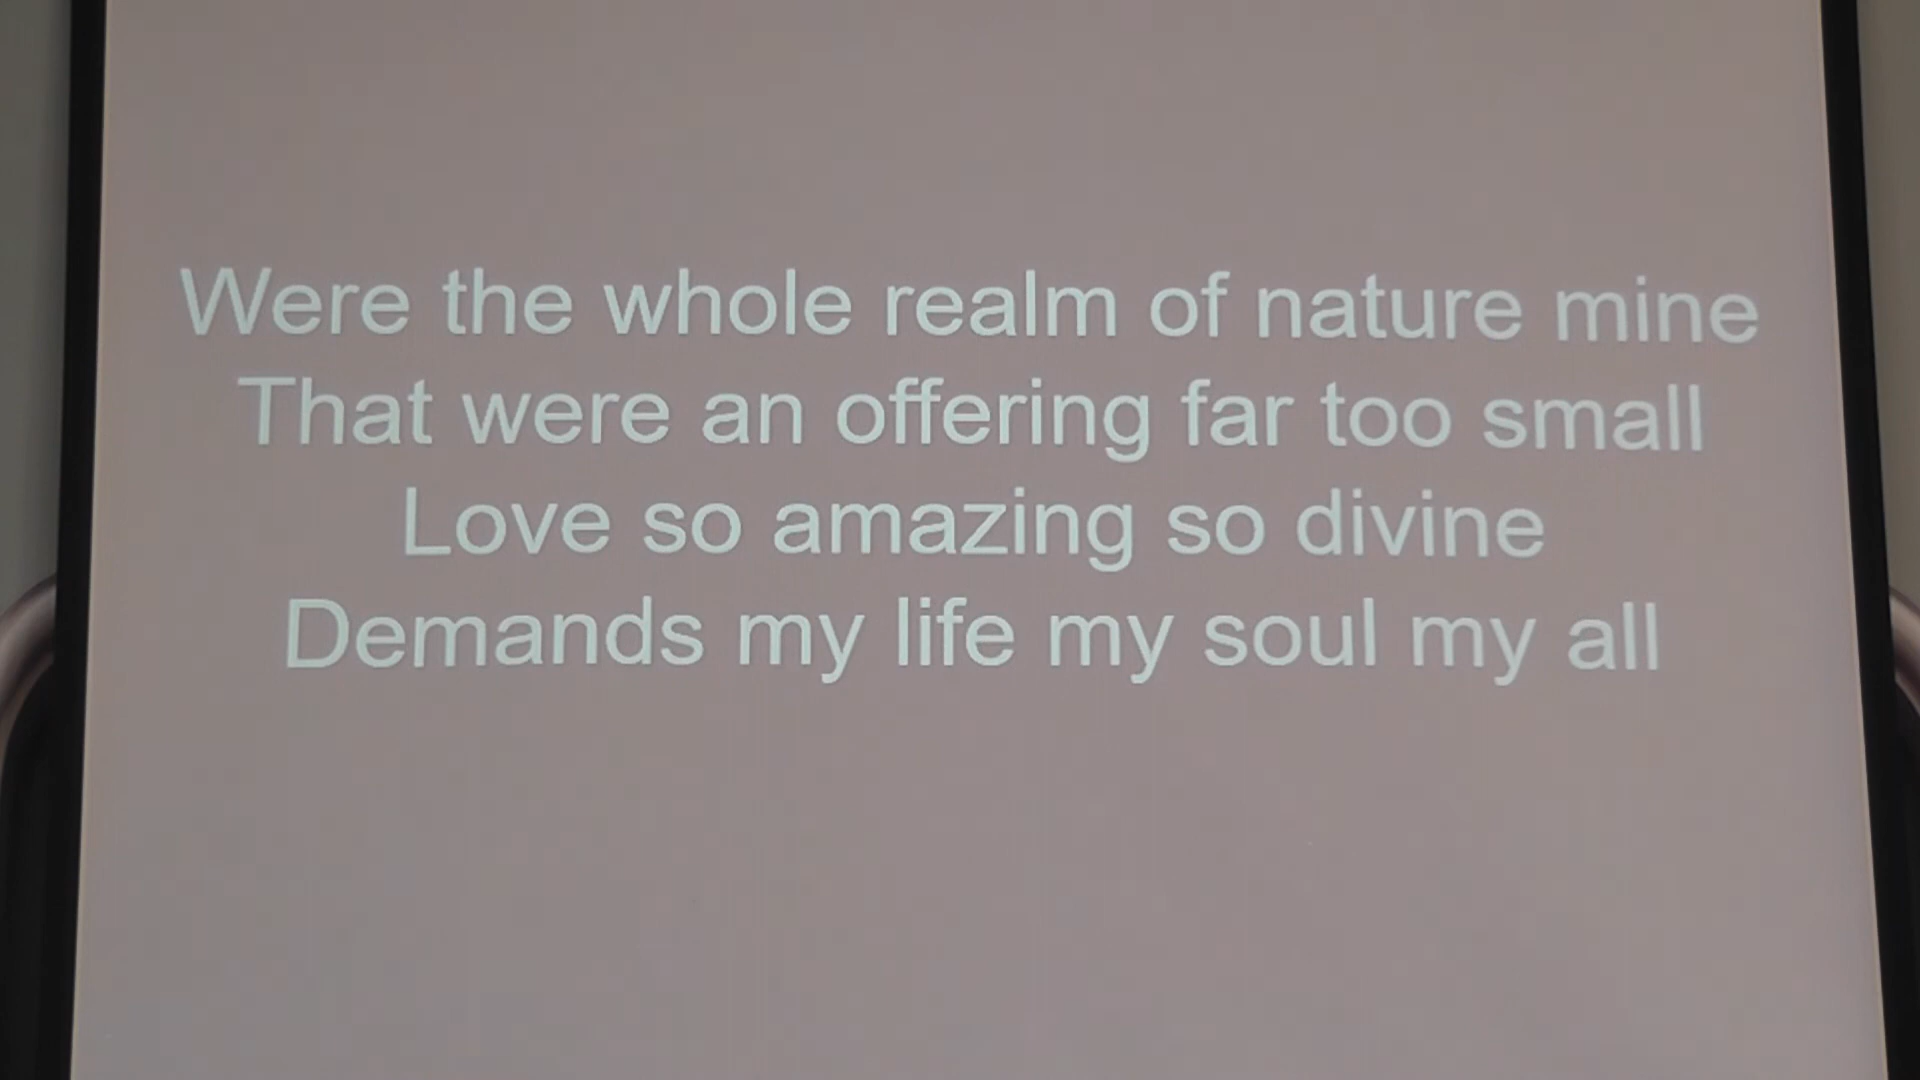 Were the whole realm of nature mine
That were an offering far too small
Love so amazing so divine
Demands my life my soul my all